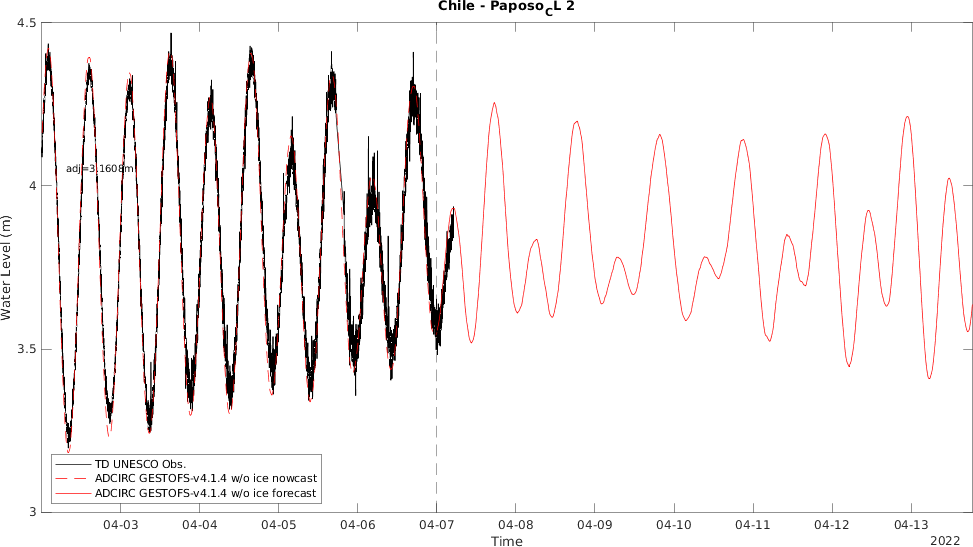 Chile - Paposo_CL 2
4.5
4
3.5
3
Water Level (m)
adj=3.1608m
TD UNESCO Obs.
ADCIRC GESTOFS-v4.1.4 w/o ice nowcast
ADCIRC GESTOFS-v4.1.4 w/o ice forecast
04-03 04-04 04-05 04-06 04-07 04-08 04-09 04-10 04-11 04-12 04-13
Time
2022